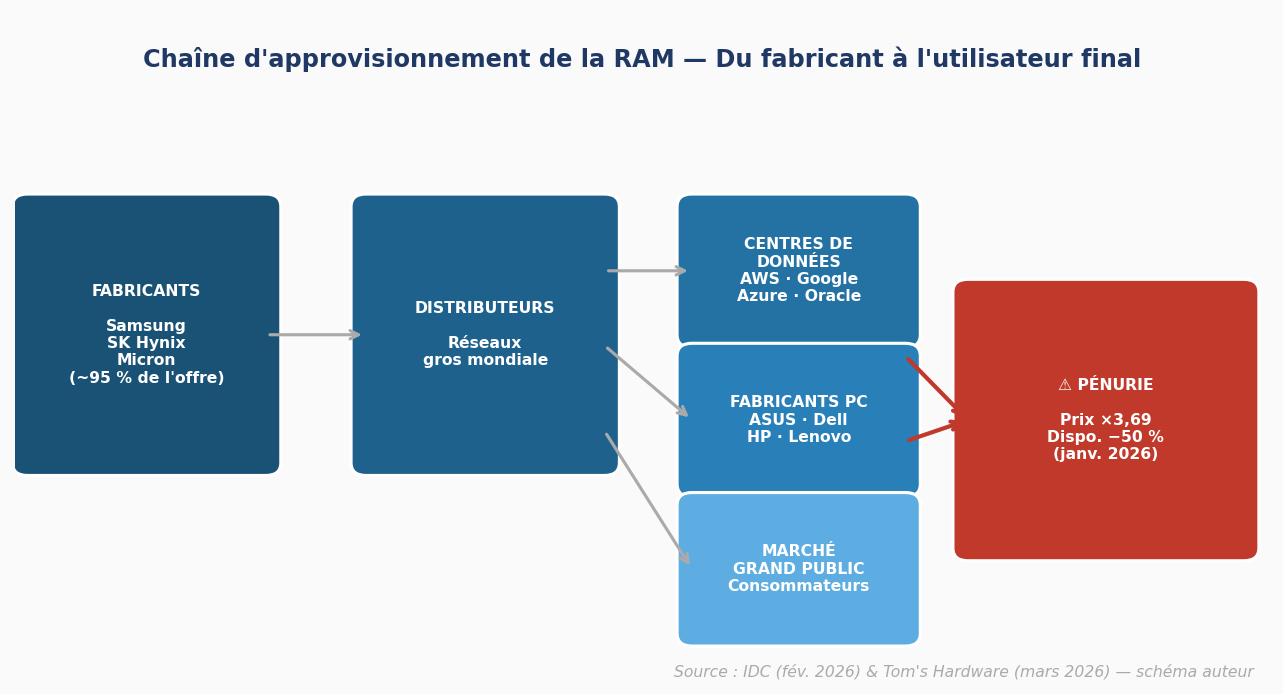 Chaîne d'approvisionnement de la RAM — Du fabricant à l'utilisateur final
FABRICANTS
Samsung
SK Hynix
Micron
(~95 % de l'offre)
DISTRIBUTEURS
Réseaux
gros mondiale
CENTRES DE
DONNÉES
AWS · Google
Azure · Oracle
FABRICANTS PC
ASUS · Dell
HP · Lenovo
MARCHÉ
GRAND PUBLIC
Consommateurs
⚠ PÉNURIE
Prix ×3,69
Dispo. −50 %
(janv. 2026)
Source : IDC (fév. 2026) & Tom's Hardware (mars 2026) — schéma auteur